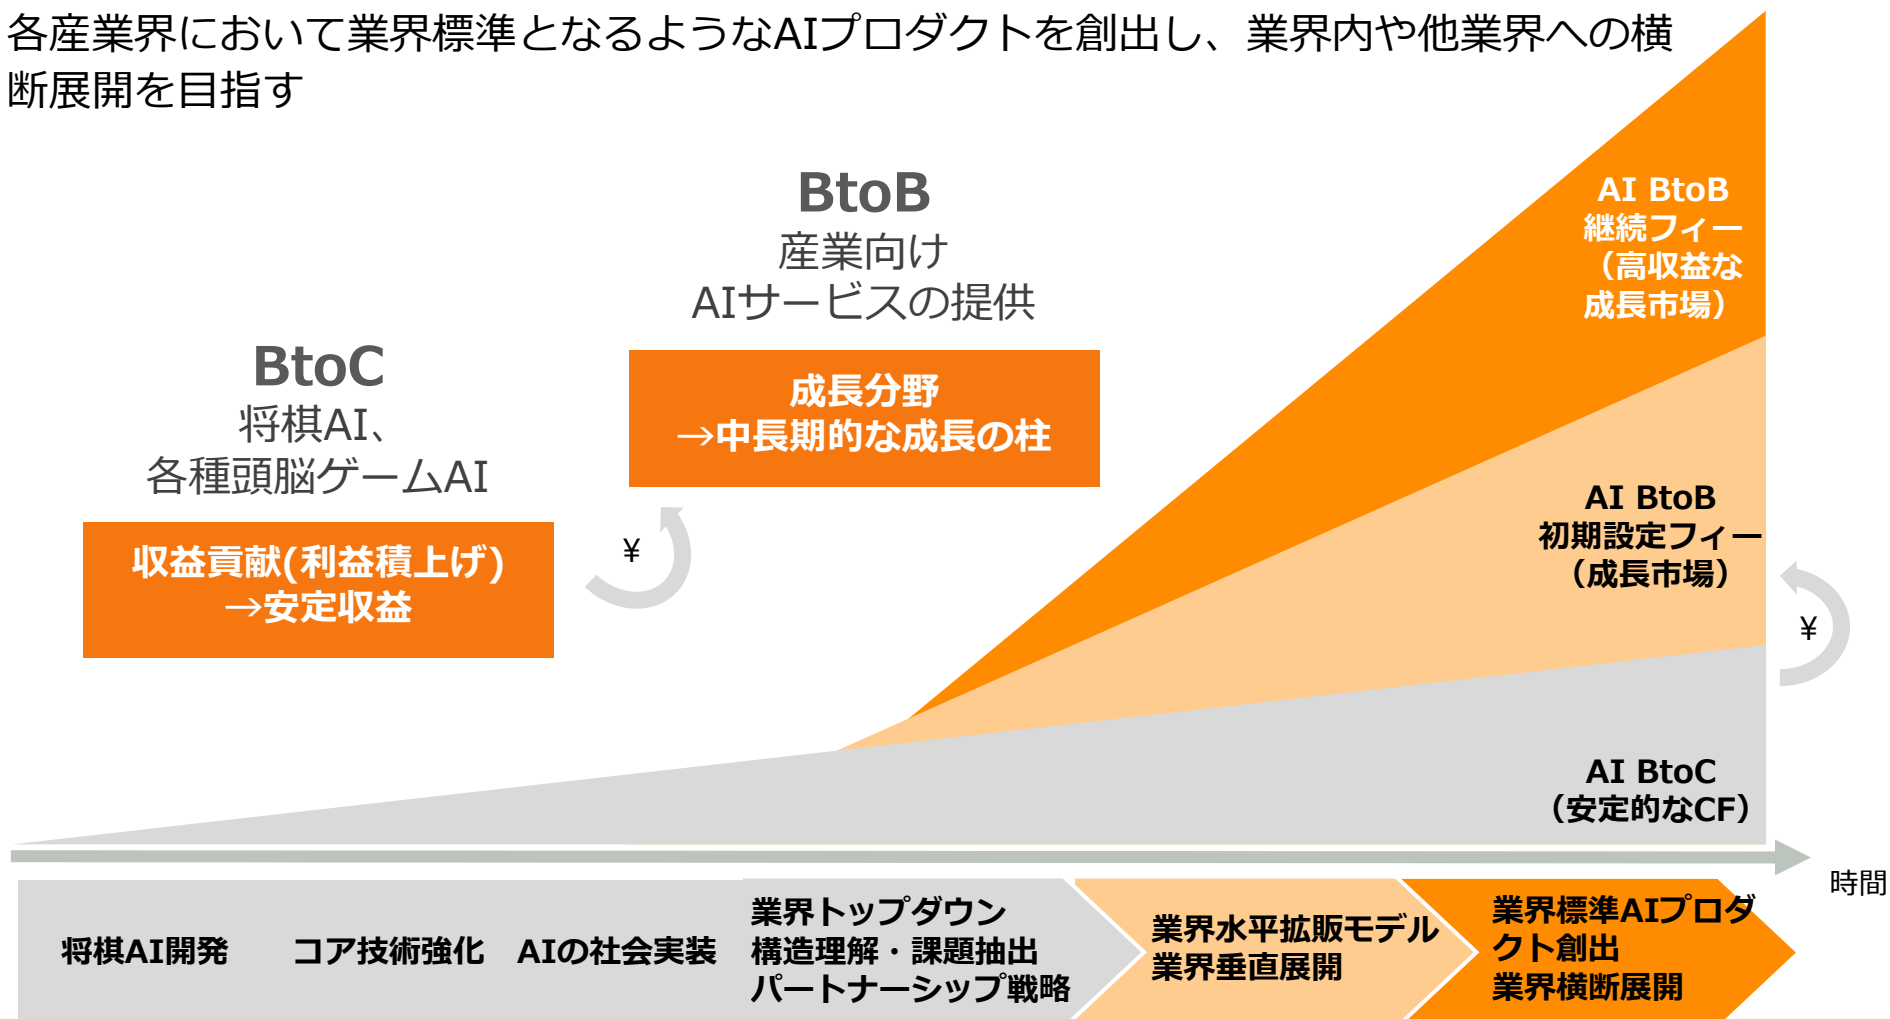 各産業界において業界標準となるようなAIプロダクトを創出し、業界内や他業界への横
断展開を目指す
BtoB
産業向け
AIサービスの提供
成長分野
→中長期的な成長の柱
BtoC
将棋AI、
各種頭脳ゲームAI
収益貢献(利益積上げ)
→安定収益
¥
AI BtoB
継続フィー
（高収益な
成長市場）
AI BtoB
初期設定フィー
（成長市場）
¥
AI BtoC
（安定的なCF）
時間
将棋AI開発
コア技術強化
AIの社会実装
業界トップダウン
構造理解・課題抽出
パートナーシップ戦略
業界水平拡販モデル
業界垂直展開
業界標準AIプロダ
クト創出
業界横断展開